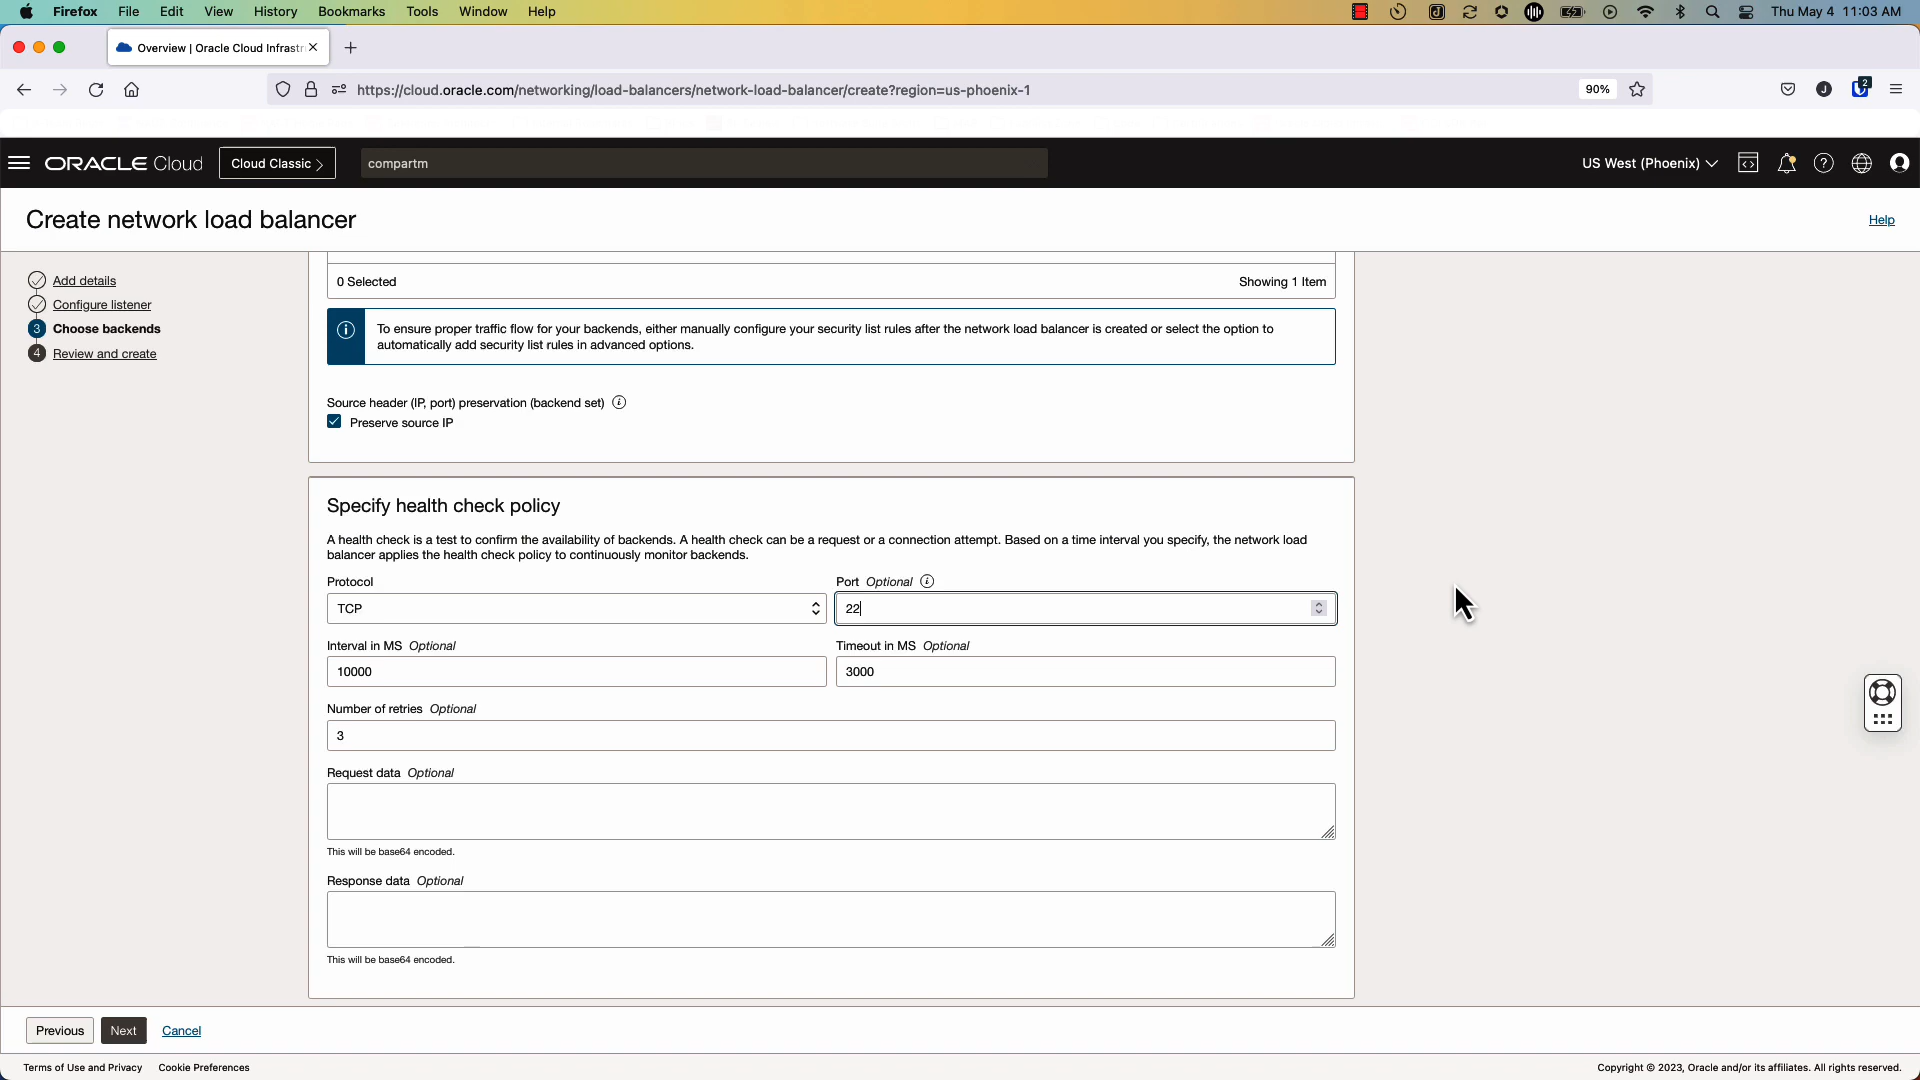 Firefox File Edit View History Bookmarks Tools Window Help Thu May 4 11:03 AM
Overview | Oracle Cloud Infrastr
https://cloud.oracle.com/networking/load-balancers/network-load-balancer/create?region=us-phoenix-1 90% J 2
ORACLE Cloud Cloud Classic compartm US West (Phoenix)
Create network load balancer Help
Add details
Configure listener
3 Choose backends
4 Review and create
0 Selected Showing 1 Item
To ensure proper traffic flow for your backends, either manually configure your security list rules after the network load balancer is created or select the option to
automatically add security list rules in advanced options.
Source header (IP, port) preservation (backend set)
Preserve source IP
Specify health check policy
A health check is a test to confirm the availability of backends. A health check can be a request or a connection attempt. Based on a time interval you specify, the network load
balancer applies the health check policy to continuously monitor backends.
Protocol Port Optional
TCP 22
Interval in MS Optional Timeout in MS Optional
10000 3000
Number of retries Optional
3
Request data Optional
This will be base64 encoded.
Response data Optional
This will be base64 encoded.
Previous Next Cancel
Terms of Use and Privacy Cookie Preferences Copyright © 2023, Oracle and/or its affiliates. All rights reserved.